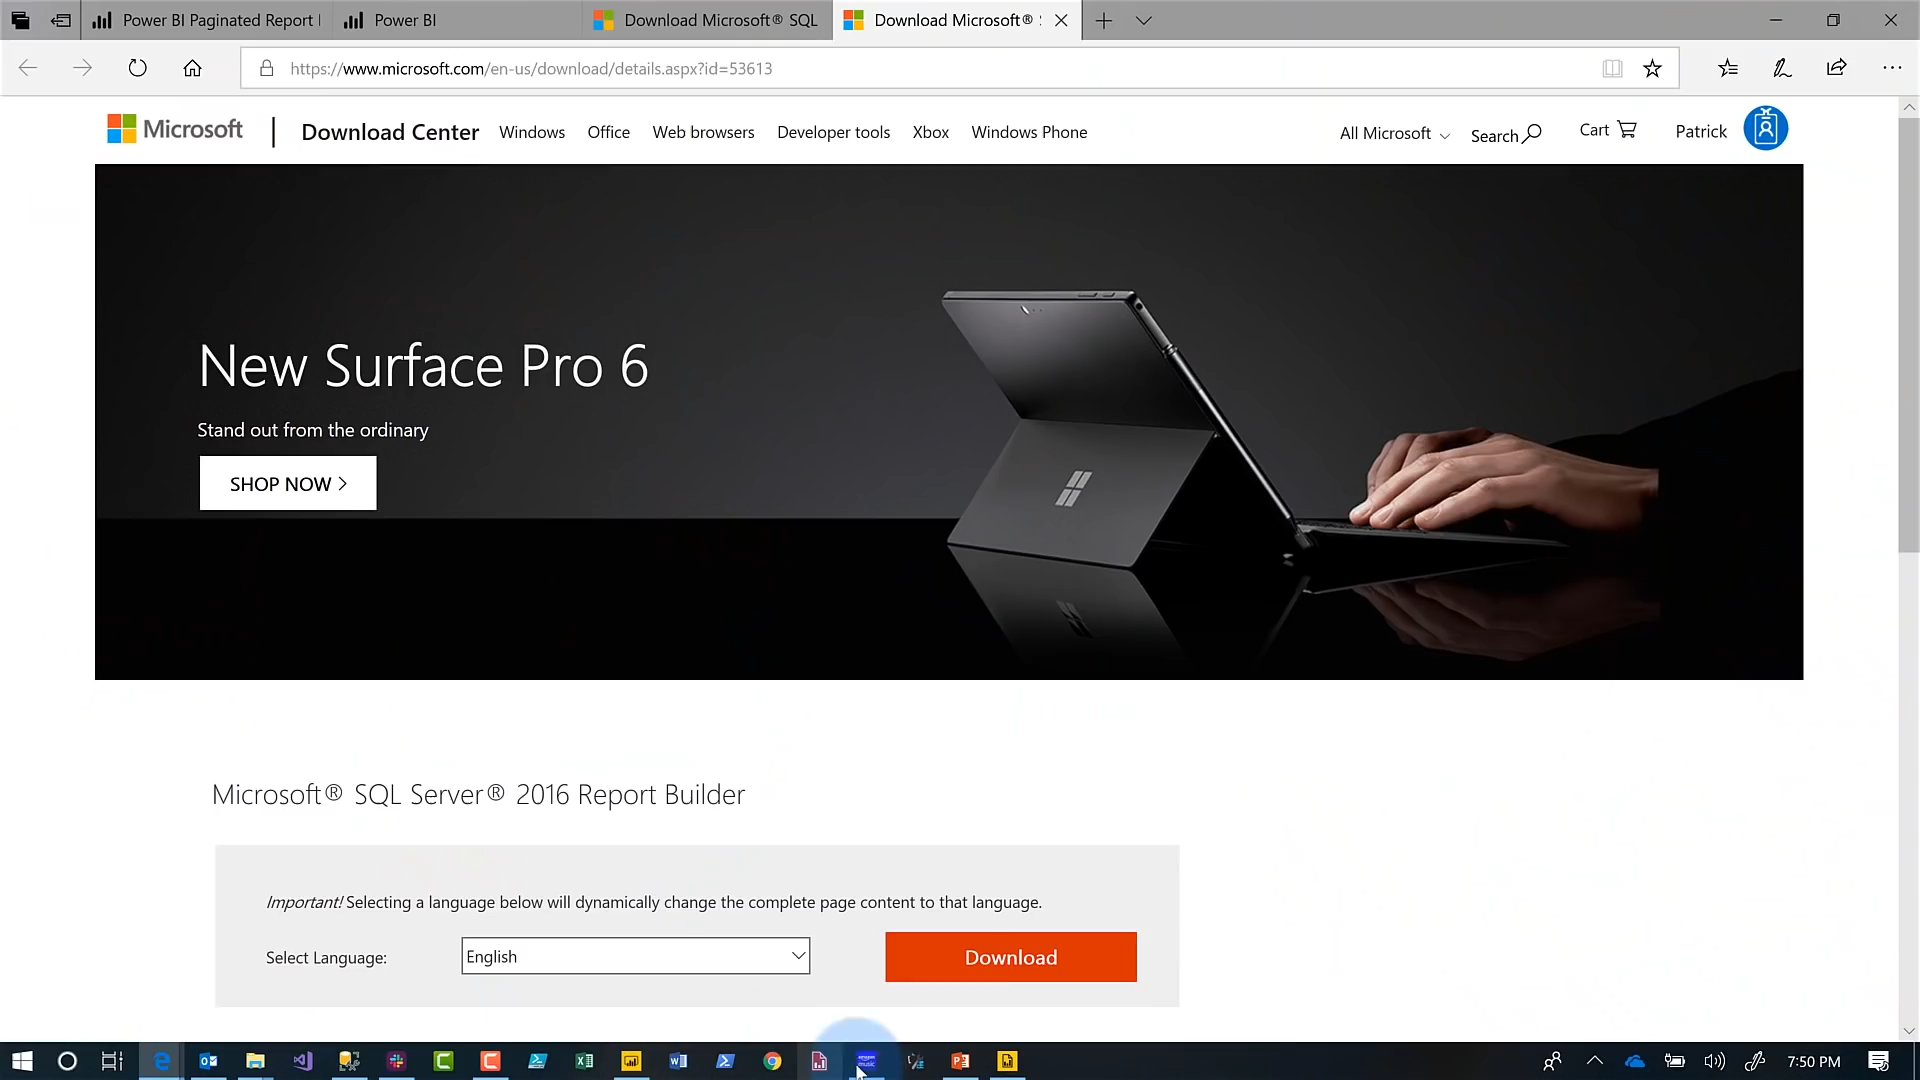 Power BI Paginated Report
Power BI
Download Microsoft® SQL
Download Microsoft®
https://www.microsoft.com/en-us/download/details.aspx?id=53613
Microsoft
Download Center
Windows
Office
Web browsers
Developer tools
Xbox
Windows Phone
All Microsoft
Search
Cart
Patrick
New Surface Pro 6
Stand out from the ordinary
SHOP NOW >
Microsoft® SQL Server® 2016 Report Builder
Important! Selecting a language below will dynamically change the complete page content to that language.
Select Language:
English
Download
7:50 PM